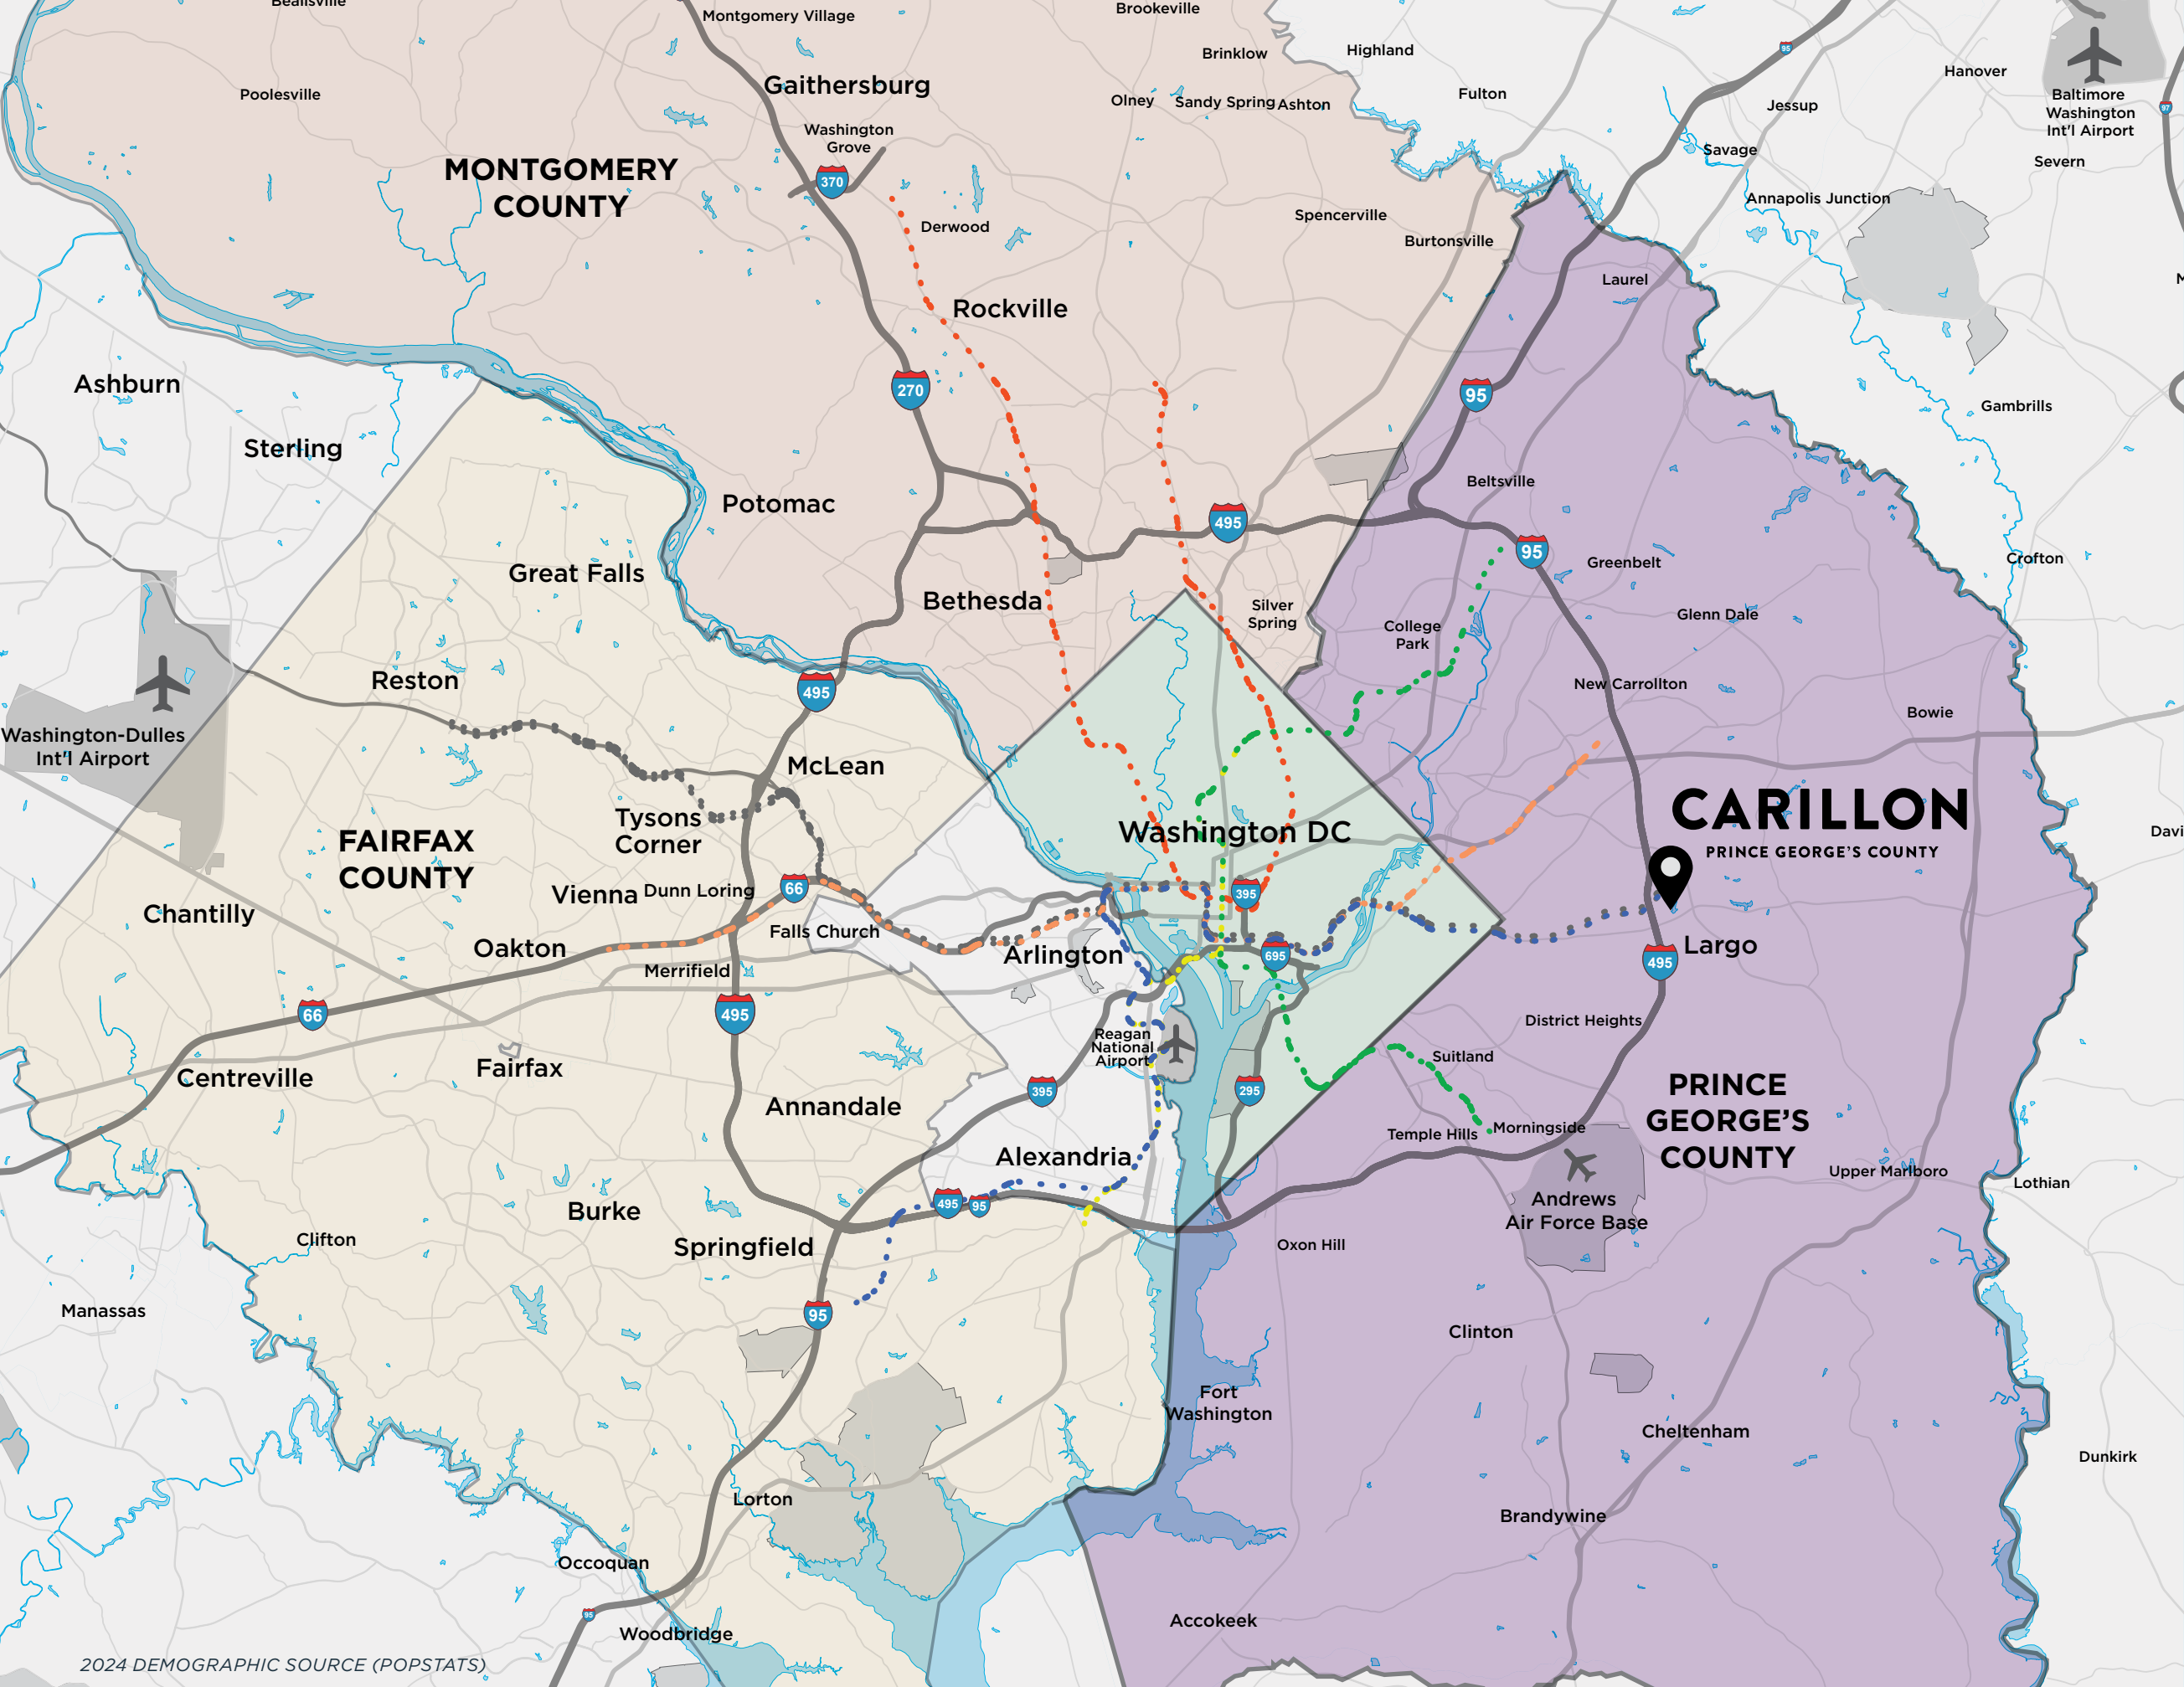 Beallsville
Montgomery Village
Brookeville
Brinklow
Highland
95
Hanover
Gaithersburg
Poolesville
Olney
Sandy Spring
Ashton
Fulton
Jessup
Baltimore
Washington
Int'l Airport
97
Washington
Grove
Savage
Severn
MONTGOMERY
COUNTY
370
Derwood
Spencerville
Burtonsville
Annapolis Junction
Laurel
Rockville
Ashburn
270
95
Gambrills
Sterling
Potomac
Beltsville
495
95
Great Falls
Greenbelt
Crofton
Bethesda
Silver
Spring
College
Park
Glenn Dale
Reston
495
New Carrollton
Bowie
Washington-Dulles
Int'l Airport
McLean
CARILLON
PRINCE GEORGE'S COUNTY
Tysons
Corner
Washington DC
Davi
FAIRFAX
COUNTY
Vienna
Dunn Loring
66
395
Chantilly
Falls Church
Oakton
Arlington
695
Largo
495
Merrifield
66
495
District Heights
Reagan
National
Airport
Suitland
Centreville
Fairfax
395
295
PRINCE
GEORGE'S
COUNTY
Annandale
Temple Hills
Morningside
Alexandria
Upper Marlboro
Lothian
Burke
495
95
Andrews
Air Force Base
Clifton
Springfield
Oxon Hill
Manassas
95
Clinton
Fort
Washington
Cheltenham
Dunkirk
Lorton
Brandywine
Occoquan
95
Accokeek
Woodbridge
2024 DEMOGRAPHIC SOURCE (POPSTATS)